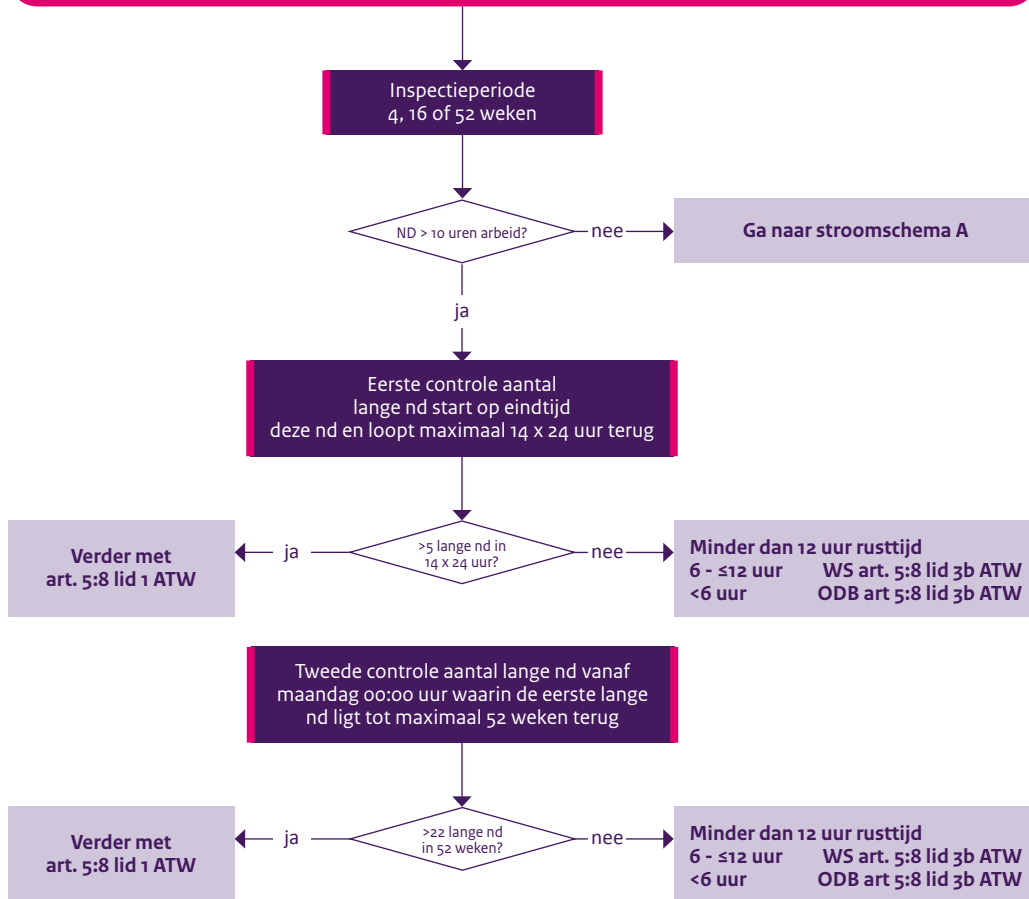 Inspectieperiode
4, 16 of 52 weken
ND > 10 uren arbeid?
nee
Ga naar stroomschema A
ja
Eerste controle aantal
lange nd start op eindtijd
deze nd en loopt maximaal 14 x 24 uur terug
Verder met
art. 5:8 lid 1 ATW
ja
>5 lange nd in
14 x 24 uur?
nee
Minder dan 12 uur rusttijd
6 - ≤12 uur WS art. 5:8 lid 3b ATW
<6 uur ODB art 5:8 lid 3b ATW
Tweede controle aantal lange nd vanaf
maandag 00:00 uur waarin de eerste lange
nd ligt tot maximaal 52 weken terug
Verder met
art. 5:8 lid 1 ATW
ja
>22 lange nd
in 52 weken?
nee
Minder dan 12 uur rusttijd
6 - ≤12 uur WS art. 5:8 lid 3b ATW
<6 uur ODB art 5:8 lid 3b ATW